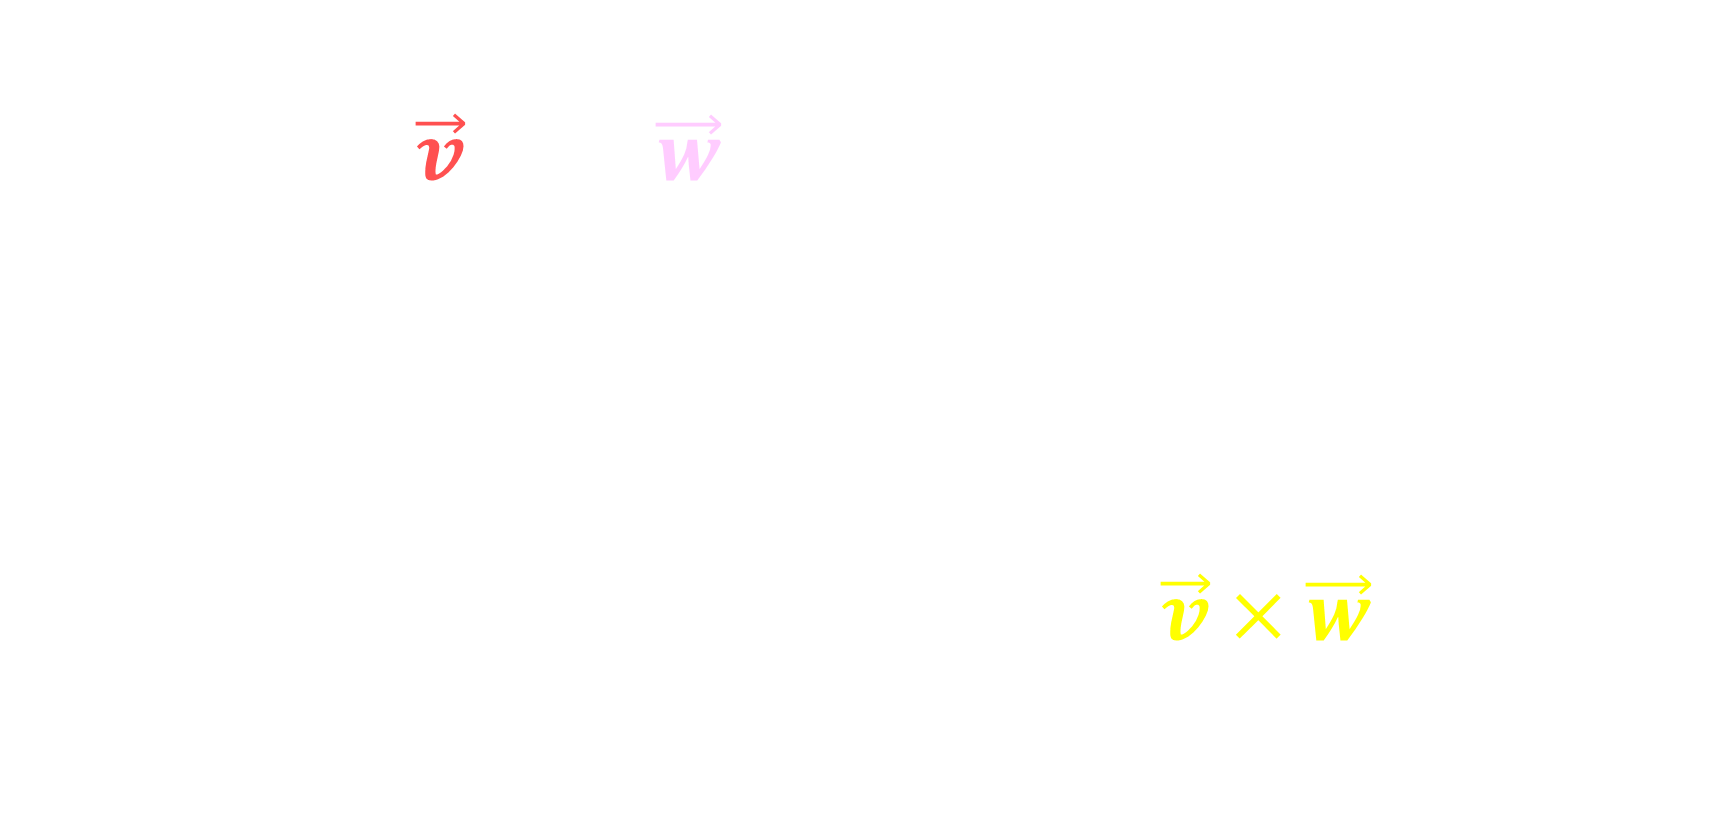 𝒗⃗ 𝒘⃗
𝒗⃗ × 𝒘⃗